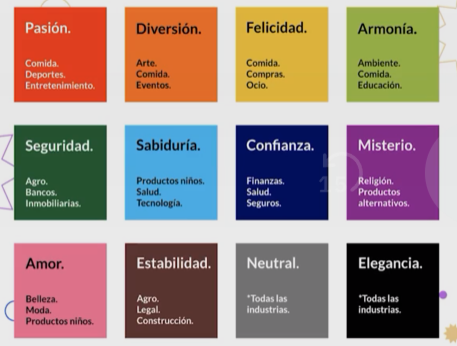 Pasión.
Comida.
Deportes.
Entretenimiento.
Diversión.
Arte.
Comida.
Eventos.
Felicidad.
Comida.
Compras.
Ocio.
Armonía.
Ambiente.
Comida.
Educación.
Seguridad.
Agro.
Bancos.
Inmobiliarias.
Sabiduría.
Productos niños.
Salud.
Tecnología.
Confianza.
Finanzas.
Salud.
Seguros.
Misterio.
Religión.
Productos
alternativos.
Amor.
Belleza.
Moda.
Productos niños.
Estabilidad.
Agro.
Legal.
Construcción.
Neutral.
*Todas las
industrias.
Elegancia.
*Todas las
industrias.